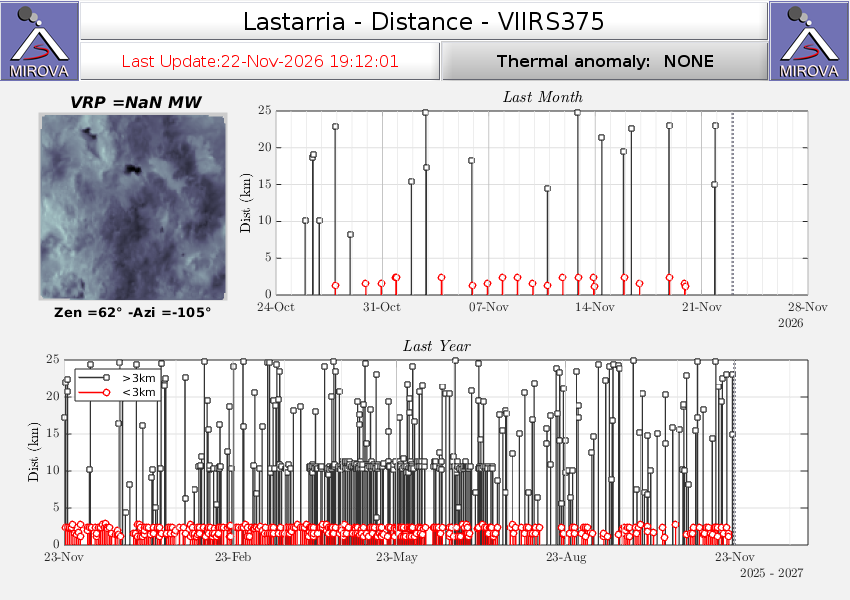 Lastarria - Distance - VIIRS375
MIROVA
Last Update:22-Nov-2026 19:12:01
Thermal anomaly:  NONE
MIROVA
VRP =NaN MW
Zen =62° -Azi =-105°
Last Month
Dist (km)
25
20
15
10
5
0
24-Oct
31-Oct
07-Nov
14-Nov
21-Nov
28-Nov
2026
Last Year
Dist (km)
25
20
15
10
5
0
>3km
<3km
23-Nov
23-Feb
23-May
23-Aug
23-Nov
2025 - 2027